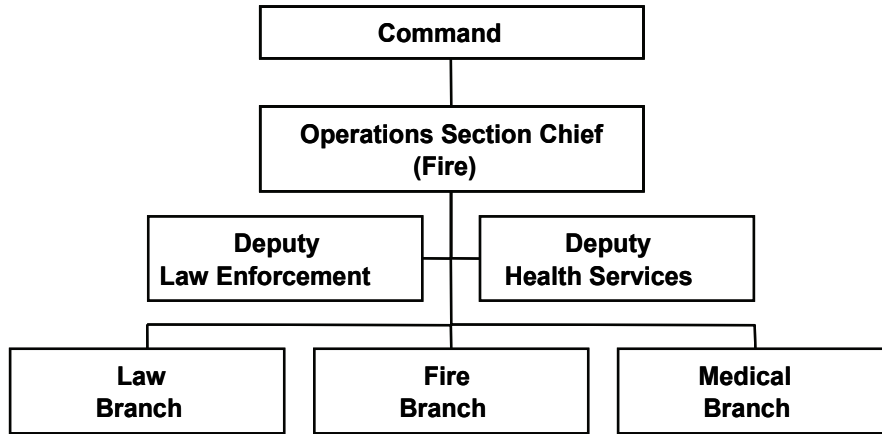 Command
Operations Section Chief
(Fire)
Deputy
Law Enforcement
Deputy
Health Services
Law
Branch
Fire
Branch
Medical
Branch